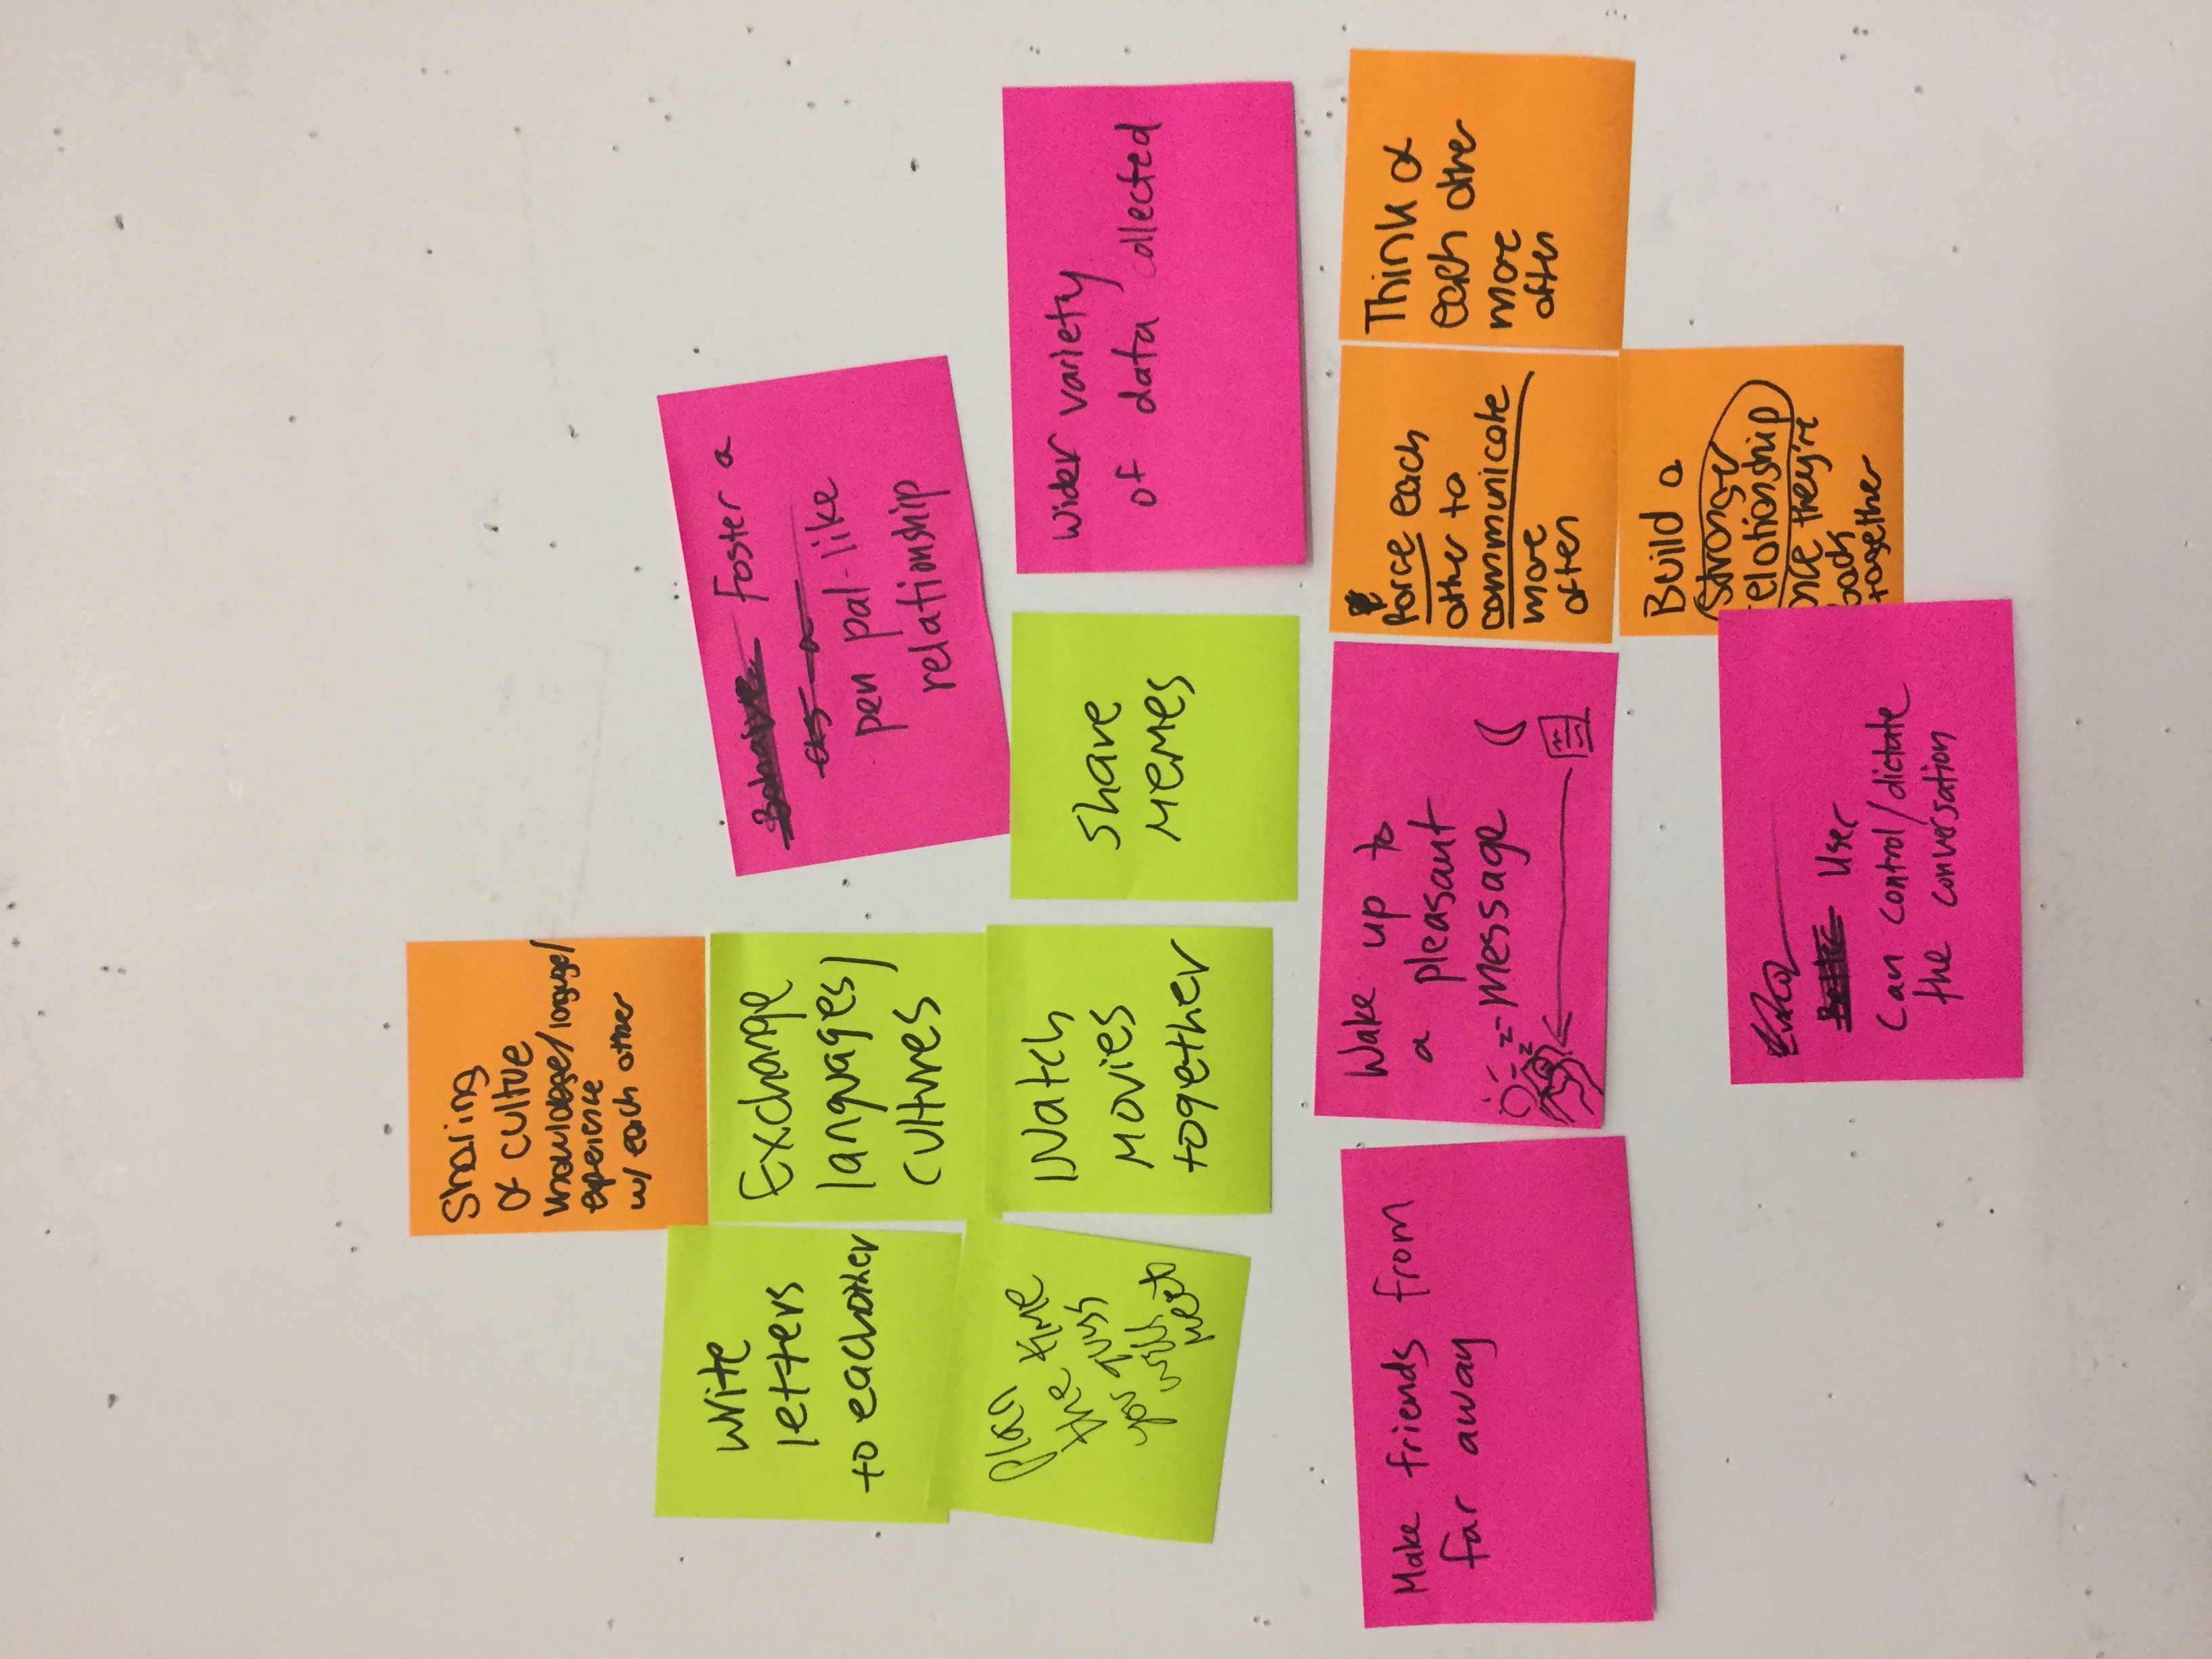 Sharing
of cultue
knowledge/language/
experience
w/ each other
Write
letters
to eachother
Exchange
languages/
cultures
Behaive Foster a
as a
pen pal-like
relationship
Plan
the time
you guys
will
meet
Watch
movies
together
Share
memes
Wider variety
of data collected
Make friends from
far away
Wake up to
a pleasant
message
z z z
Force each
other to
communicate
more
often
Think of
each other
more
often
Build a
stronger
relationship
once they're
back
together
Better User
can control/dictate
the conversation